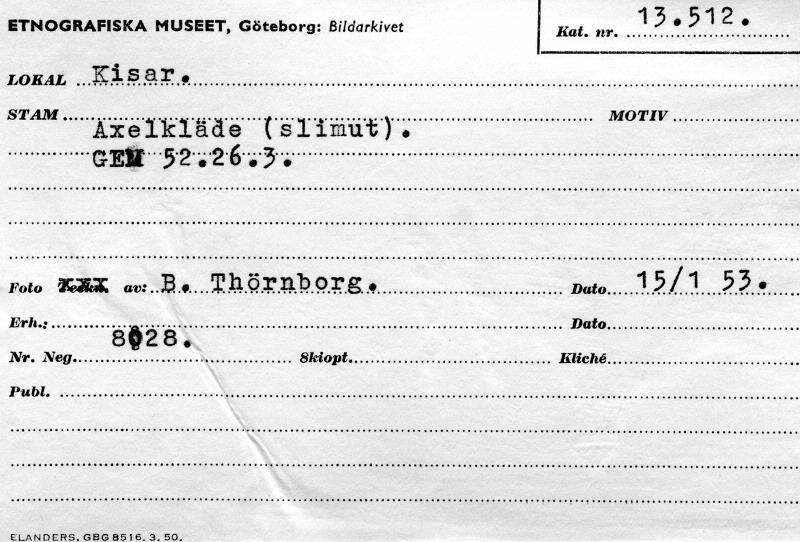 ETNOGRAFISKA MUSEET, Göteborg: Bildarkivet
Kat. nr. 13.512.
LOKAL Kisar.
STAM MOTIV
Axelkläde (slimut).
GEM 52.26.3.
Foto av: B. Thörnborg. Dato 15/1 53.
Erh.: Dato
Nr. Neg. 8028. Skiopt. Kliché
Publ.
ELANDERS, GBG 8516. 3. 50.